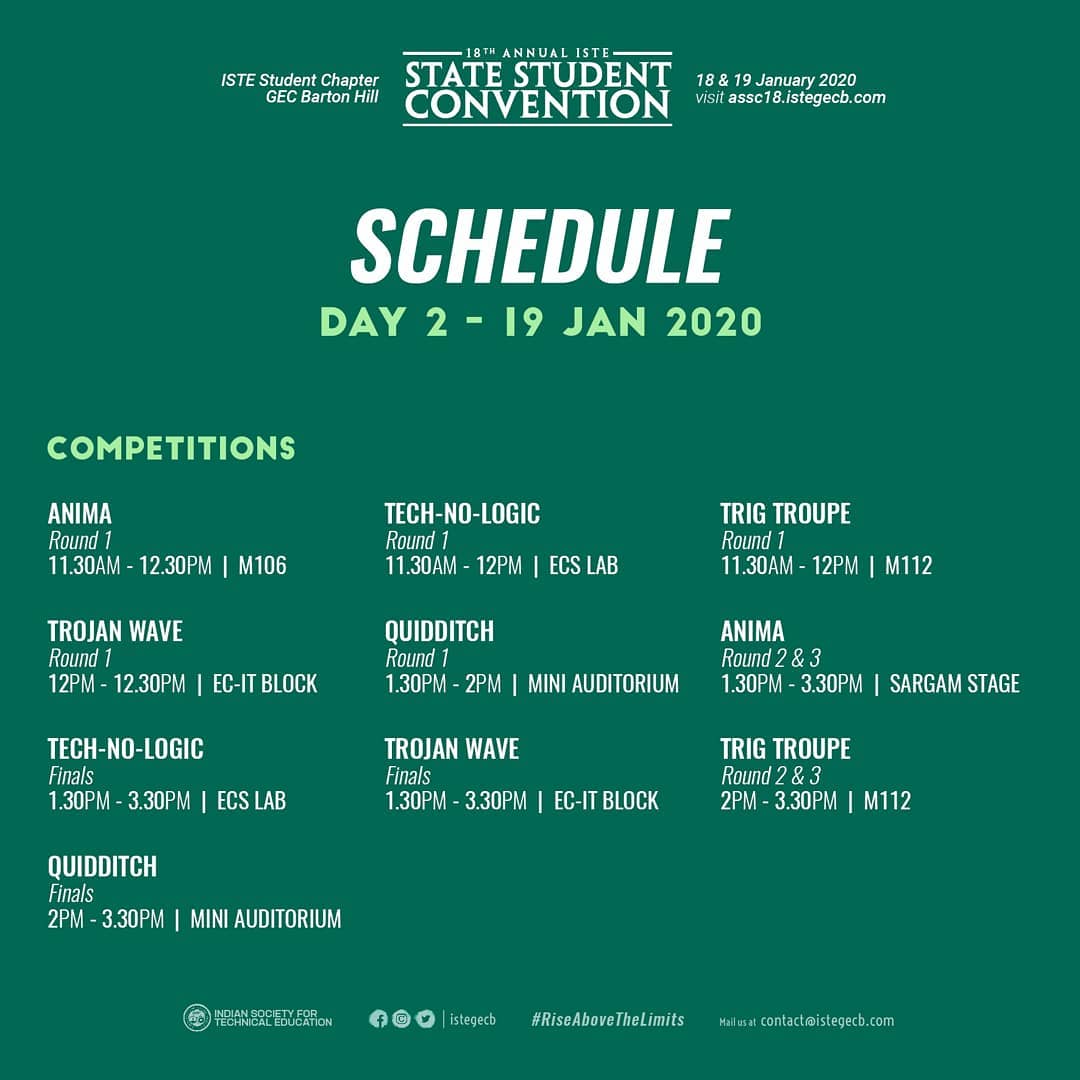 ISTE Student Chapter
GEC Barton Hill
18TH ANNUAL ISTE
STATE STUDENT
CONVENTION
18 & 19 January 2020
visit assc18.istegecb.com
SCHEDULE
DAY 2 - 19 JAN 2020
COMPETITIONS
ANIMA
Round 1
11.30AM - 12.30PM | M106
TECH-NO-LOGIC
Round 1
11.30AM - 12PM | ECS LAB
TRIG TROUPE
Round 1
11.30AM - 12PM | M112
TROJAN WAVE
Round 1
12PM - 12.30PM | EC-IT BLOCK
QUIDDITCH
Round 1
1.30PM - 2PM | MINI AUDITORIUM
ANIMA
Round 2 & 3
1.30PM - 3.30PM | SARGAM STAGE
TECH-NO-LOGIC
Finals
1.30PM - 3.30PM | ECS LAB
TROJAN WAVE
Finals
1.30PM - 3.30PM | EC-IT BLOCK
TRIG TROUPE
Round 2 & 3
2PM - 3.30PM | M112
QUIDDITCH
Finals
2PM - 3.30PM | MINI AUDITORIUM
INDIAN SOCIETY FOR
TECHNICAL EDUCATION
| istegecb
#RiseAboveTheLimits
Mail us at contact@istegecb.com